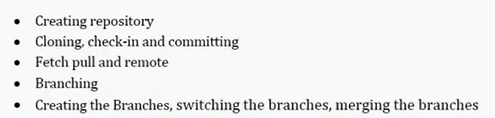 • Creating repository
• Cloning, check-in and committing
• Fetch pull and remote
• Branching
• Creating the Branches, switching the branches, merging the branches